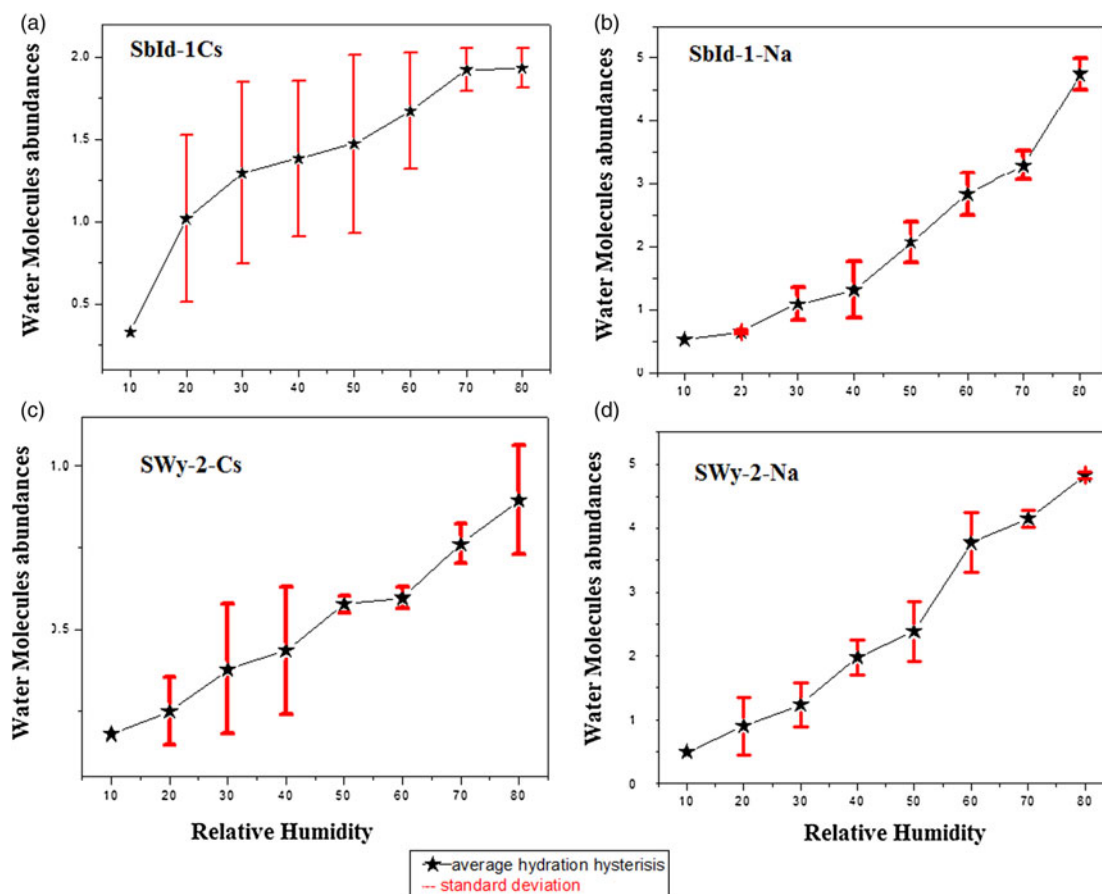 (a)
SbId-1Cs
Water Molecules abundances
2.0
1.5
1.0
0.5
10 20 30 40 50 60 70 80
(b)
SbId-1-Na
Water Molecules abundances
5
4
3
2
1
0
10 20 30 40 50 60 70 80
(c)
SWy-2-Cs
Water Molecules abundances
1.0
2.5
10 20 30 40 50 60 70 80
Relative Humidity
(d)
SWy-2-Na
Water Molecules abundances
5
4
3
2
1
0
10 20 30 40 50 60 70 80
Relative Humidity
average hydration hysterisis
standard deviation